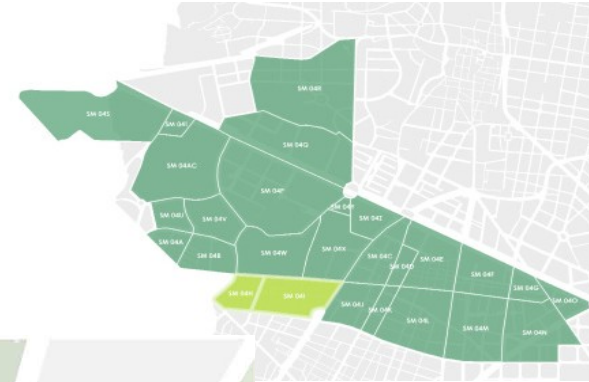 SM 04R
SM 04S
SM 04T
SM 04Q
SM 04AC
SM 04P
SM 04Y
SM 04U
SM 04V
SM 04Z
SM 04A
SM 04B
SM 04W
SM 04X
SM 04C
SM 04D
SM 04E
SM 04F
SM 04G
SM 04O
SM 04H
SM 04I
SM 04J
SM 04K
SM 04L
SM 04M
SM 04N